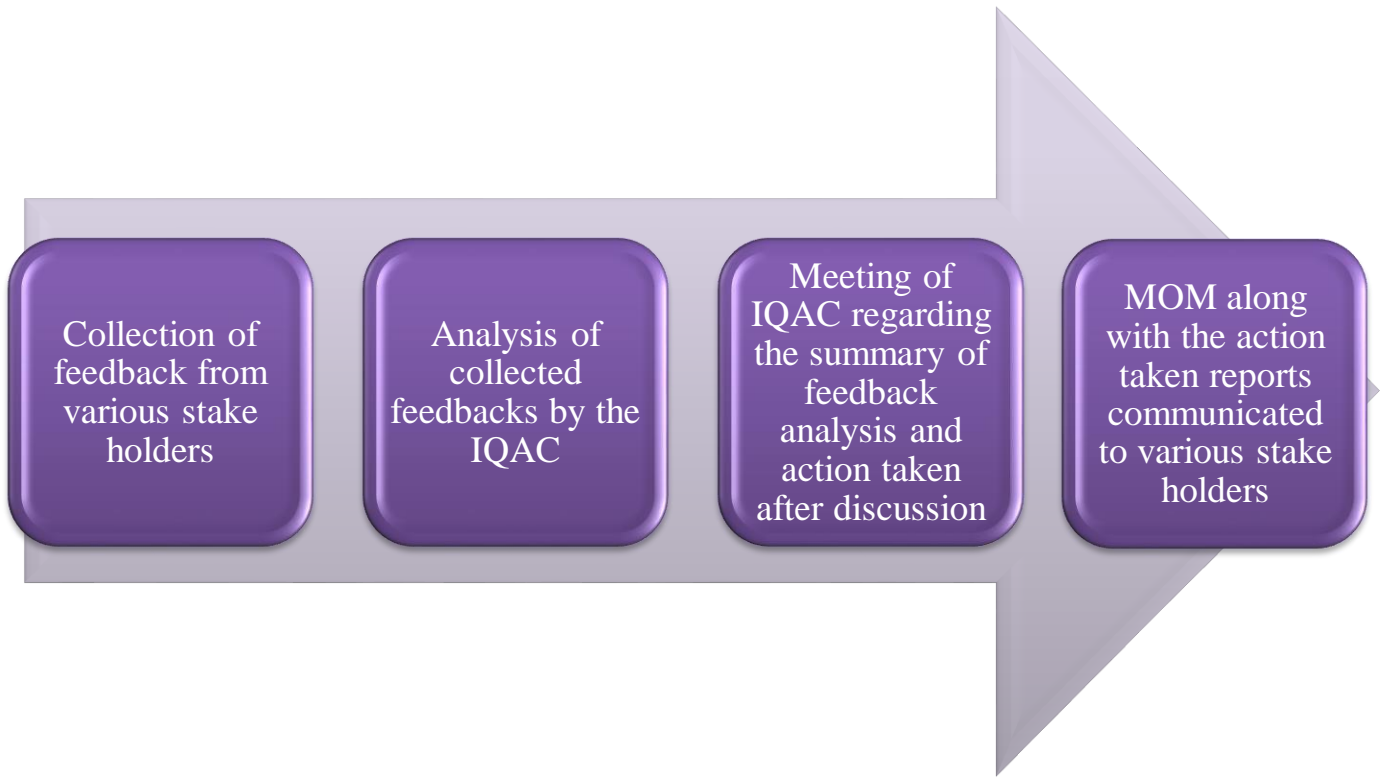 Collection of
feedback from
various stake
holders
Analysis of
collected
feedbacks by the
IQAC
Meeting of
IQAC regarding
the summary of
feedback
analysis and
action taken
after discussion
MOM along
with the action
taken reports
communicated
to various stake
holders